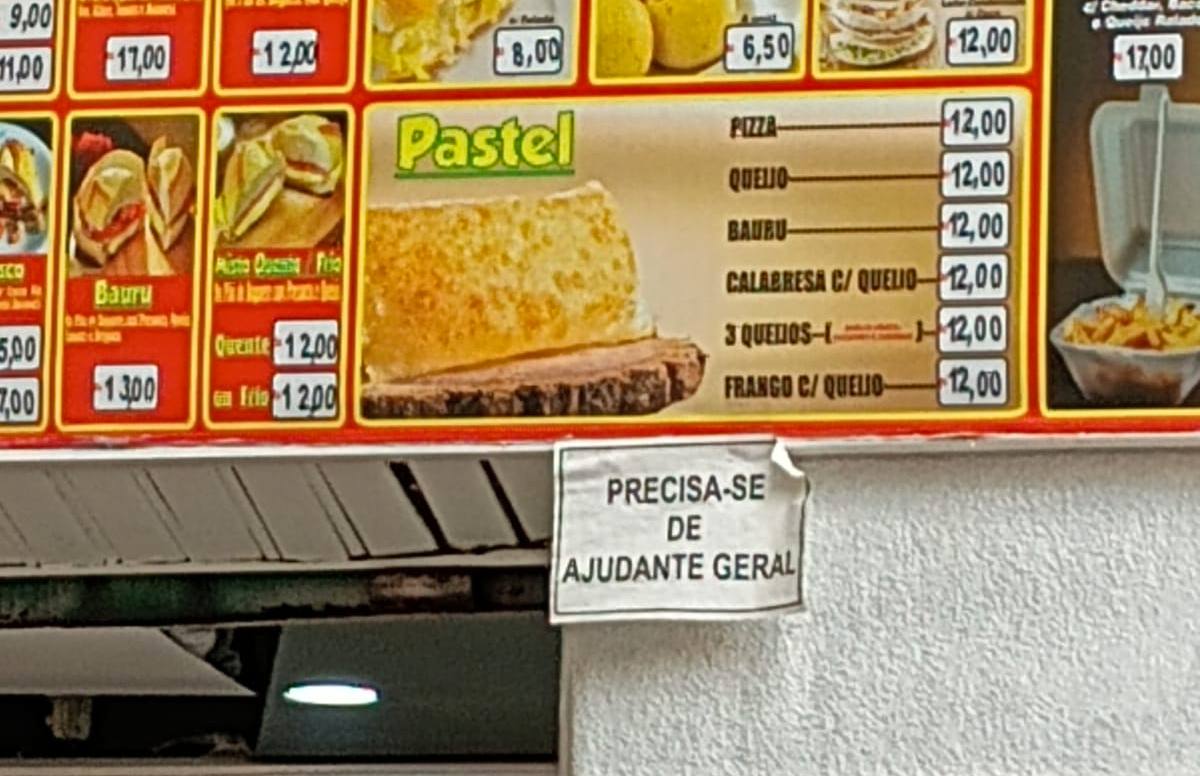 9,00
11,00
17,00
12,00
8,00
6,50
12,00
c/ Cheddar,
e Queijo
17,00
Pastel
PIZZA 12,00
QUEIJO 12,00
BAURU 12,00
CALABRESA C/ QUEIJO 12,00
3 QUEIJOS 12,00
FRANGO C/ QUEIJO 12,00
5,00
7,00
Bauru
13,00
Misto Quente / Frio
Quente 12,00
ou Frio 12,00
PRECISA-SE
DE
AJUDANTE GERAL